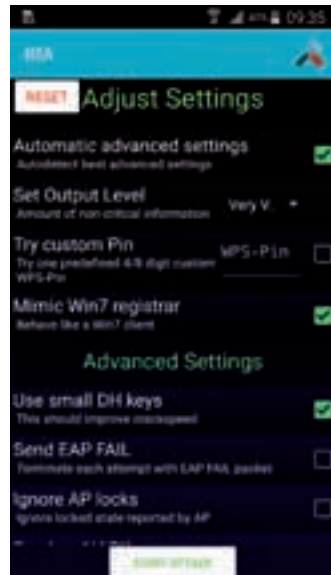 09:35
RESET Adjust Settings
Automatic advanced settings
Autodetect best advanced settings
Set Output Level
Amount of non-critical information
Very V.
Try custom Pin
Try one predefined 4/8 digit custom
WPS-Pin
WPS-Pin
Mimic Win7 registrar
Behave like a Win7 client
Advanced Settings
Use small DH keys
This should improve crackspeed
Send EAP FAIL
Terminate each attempt with EAP FAIL packet
Ignore AP locks
Ignore locked state reported by AP
START ATTACK